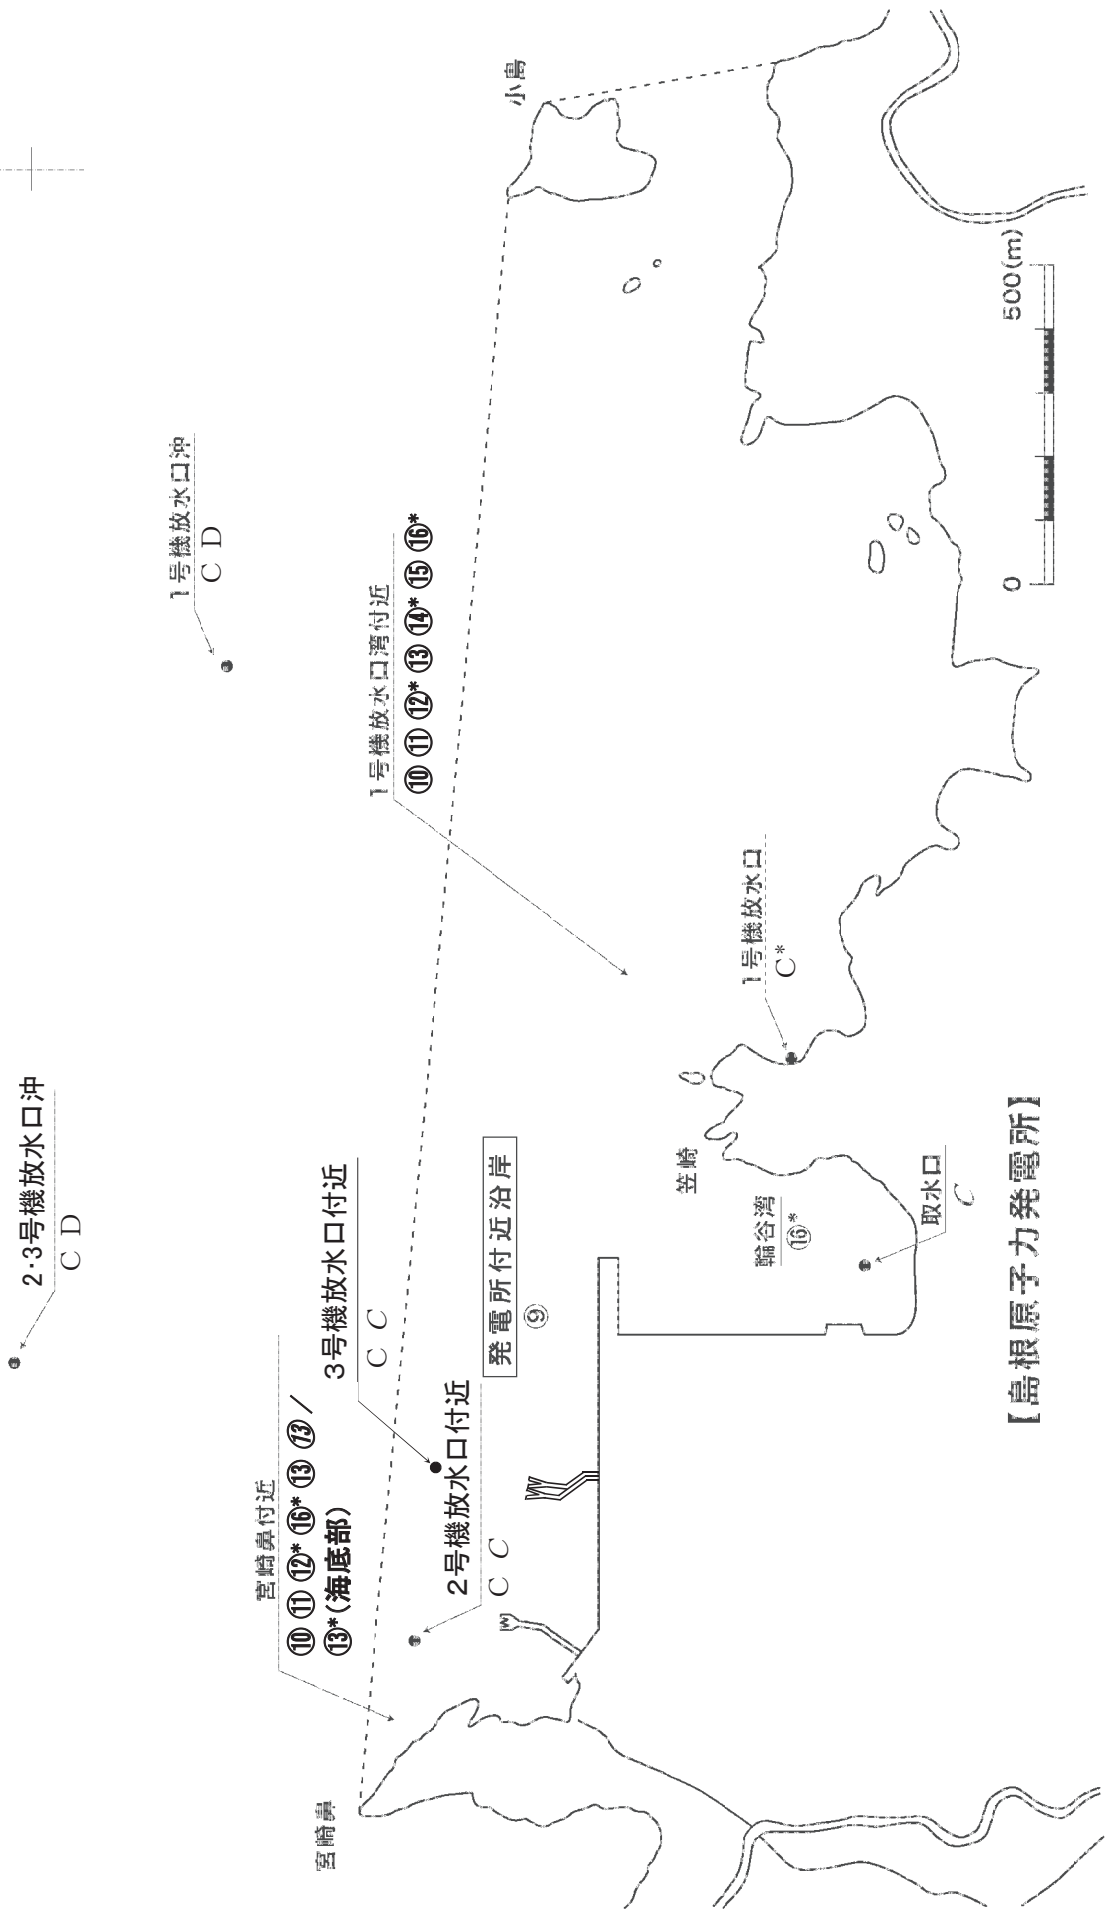 2･3号機放水口沖
C D
1号機放水口沖
C D
宮崎鼻付近
⑩ ⑪ ⑫* ⑯* ⑬ ⑬ /
⑬*(海底部)
3号機放水口付近
C C
1号機放水口湾付近
⑩ ⑪ ⑫* ⑬ ⑭* ⑮ ⑯*
小島
宮崎鼻
2号機放水口付近
C C
発電所付近沿岸
⑨
笠崎
1号機放水口
C*
輪谷湾
⑯*
取水口
C
【島根原子力発電所】
0
500(m)